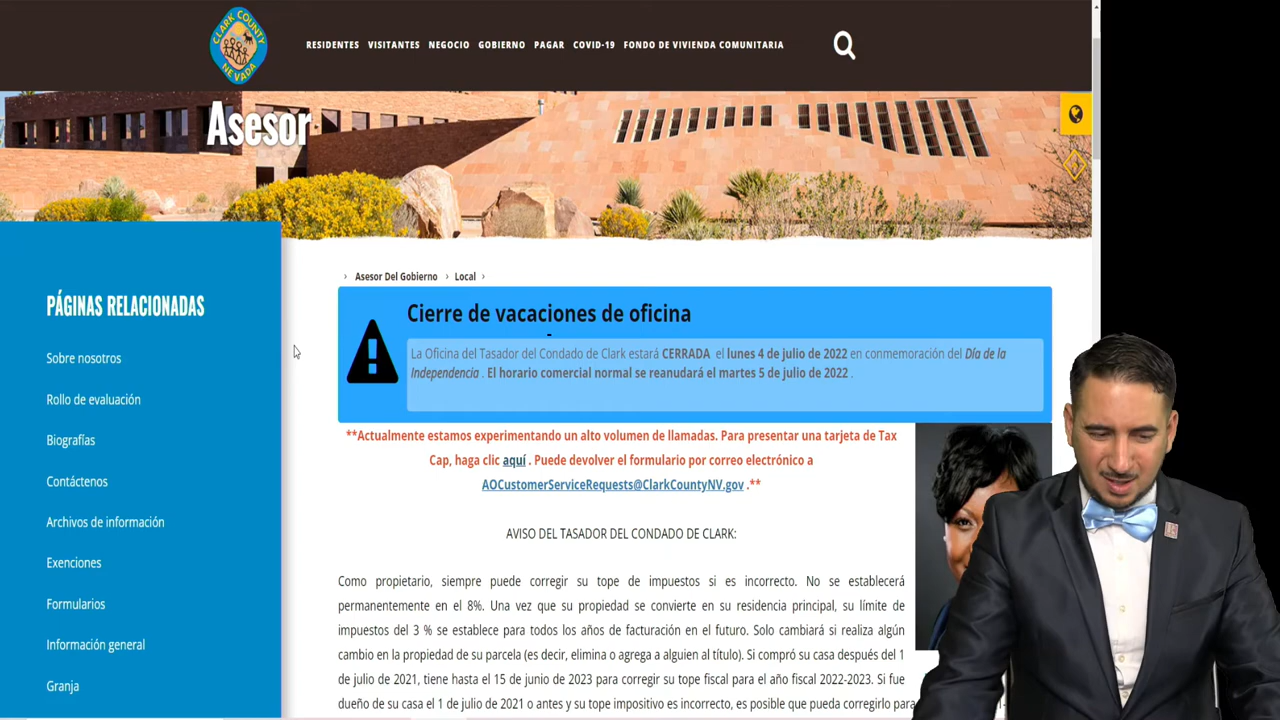 CLARK COUNTY
NEVADA
RESIDENTES VISITANTES NEGOCIO GOBIERNO PAGAR COVID-19 FONDO DE VIVIENDA COMUNITARIA
Asesor
PÁGINAS RELACIONADAS
Sobre nosotros
Rollo de evaluación
Biografías
Contáctenos
Archivos de información
Exenciones
Formularios
Información general
Granja
› Asesor Del Gobierno › Local ›
Cierre de vacaciones de oficina
La Oficina del Tasador del Condado de Clark estará CERRADA el lunes 4 de julio de 2022 en conmemoración del Día de la
Independencia . El horario comercial normal se reanudará el martes 5 de julio de 2022 .
**Actualmente estamos experimentando un alto volumen de llamadas. Para presentar una tarjeta de Tax
Cap, haga clic aquí . Puede devolver el formulario por correo electrónico a
AOCustomerServiceRequests@ClarkCountyNV.gov .**
AVISO DEL TASADOR DEL CONDADO DE CLARK:
Como propietario, siempre puede corregir su tope de impuestos si es incorrecto. No se establecerá
permanentemente en el 8%. Una vez que su propiedad se convierte en su residencia principal, su límite de
impuestos del 3 % se establece para todos los años de facturación en el futuro. Solo cambiará si realiza algún
cambio en la propiedad de su parcela (es decir, elimina o agrega a alguien al título). Si compró su casa después del 1
de julio de 2021, tiene hasta el 15 de junio de 2023 para corregir su tope fiscal para el año fiscal 2022-2023. Si fue
dueño de su casa el 1 de julio de 2021 o antes y su tope impositivo es incorrecto, es posible que pueda corregirlo para